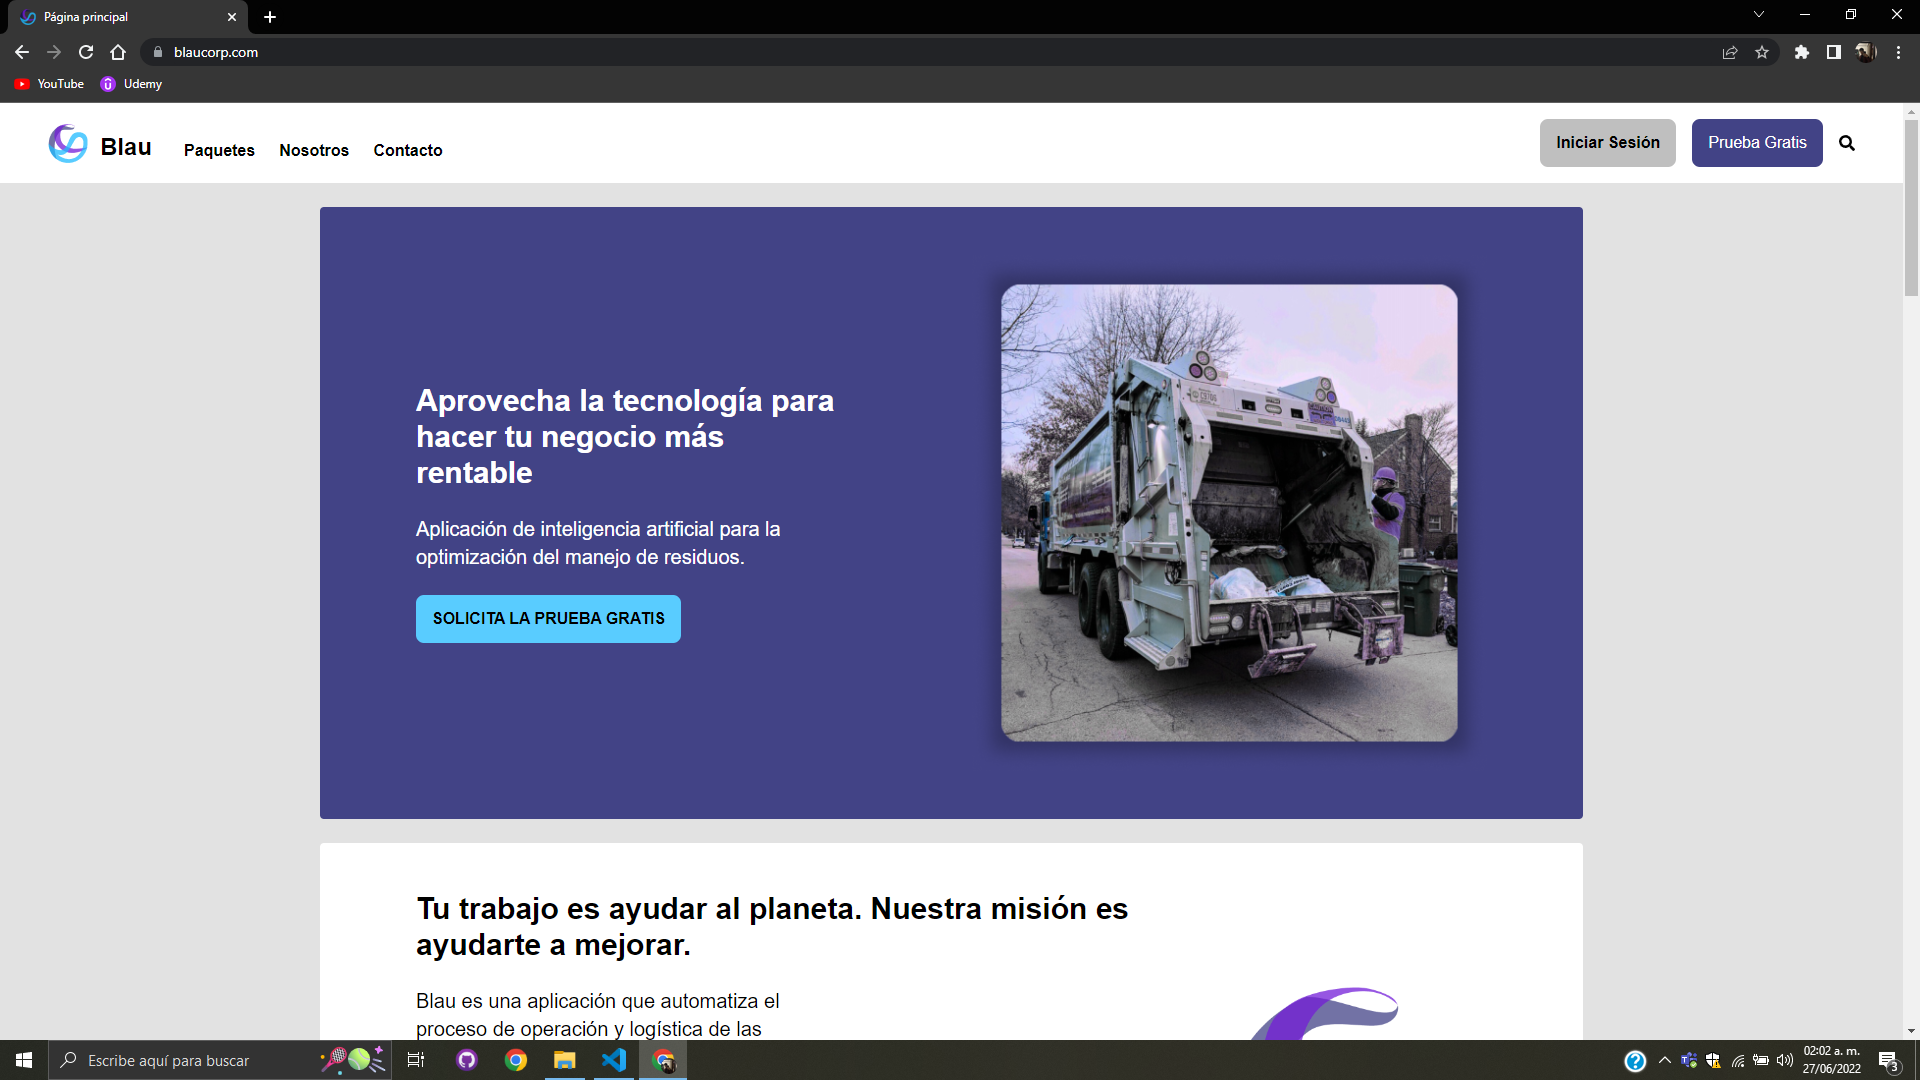 Página principal
blaucorp.com
YouTube
Udemy
Blau
Paquetes
Nosotros
Contacto
Iniciar Sesión
Prueba Gratis
Aprovecha la tecnología para
hacer tu negocio más
rentable
Aplicación de inteligencia artificial para la
optimización del manejo de residuos.
SOLICITA LA PRUEBA GRATIS
Tu trabajo es ayudar al planeta. Nuestra misión es
ayudarte a mejorar.
Blau es una aplicación que automatiza el
proceso de operación y logística de las
Escribe aquí para buscar
02:02 a. m.
27/06/2022
3